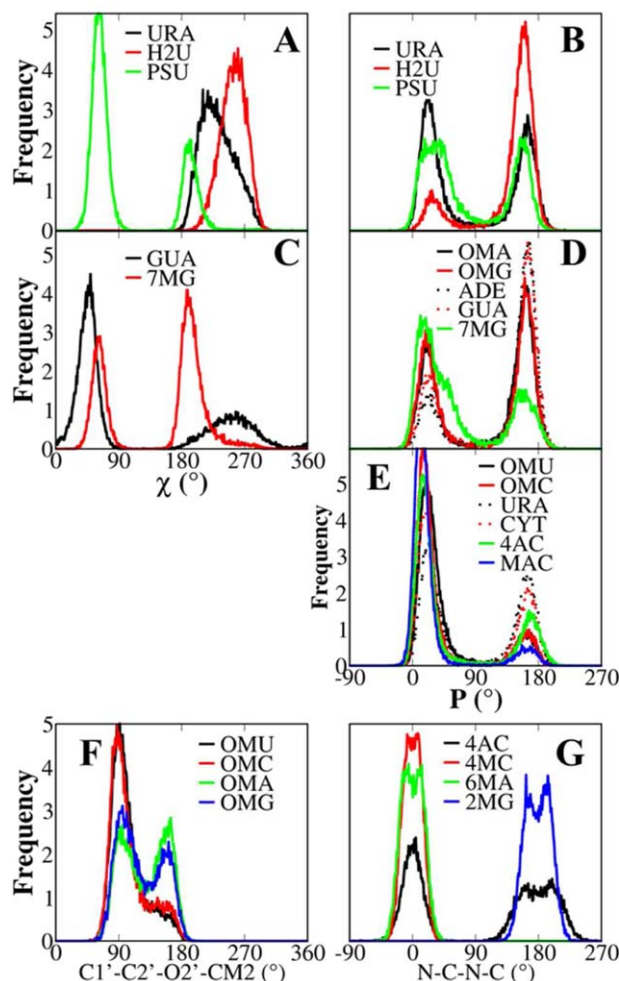 A
URA
H2U
PSU
B
URA
H2U
PSU
Frequency
5
4
3
2
1
0
C
GUA
7MG
D
OMA
OMG
ADE
GUA
7MG
Frequency
5
4
3
2
1
0
0 90 180 270 360
χ (°)
E
OMU
OMC
URA
CYT
4AC
MAC
Frequency
5
4
3
2
1
0
-90 0 90 180 270
P (°)
F
OMU
OMC
OMA
OMG
G
4AC
4MC
6MA
2MG
Frequency
5
4
3
2
1
0
0 90 180 270 360
C1'-C2'-O2'-CM2 (°)
-90 0 90 180 270
N-C-N-C (°)